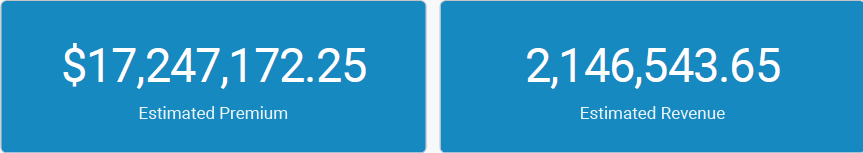 $17,247,172.25
Estimated Premium
2,146,543.65
Estimated Revenue